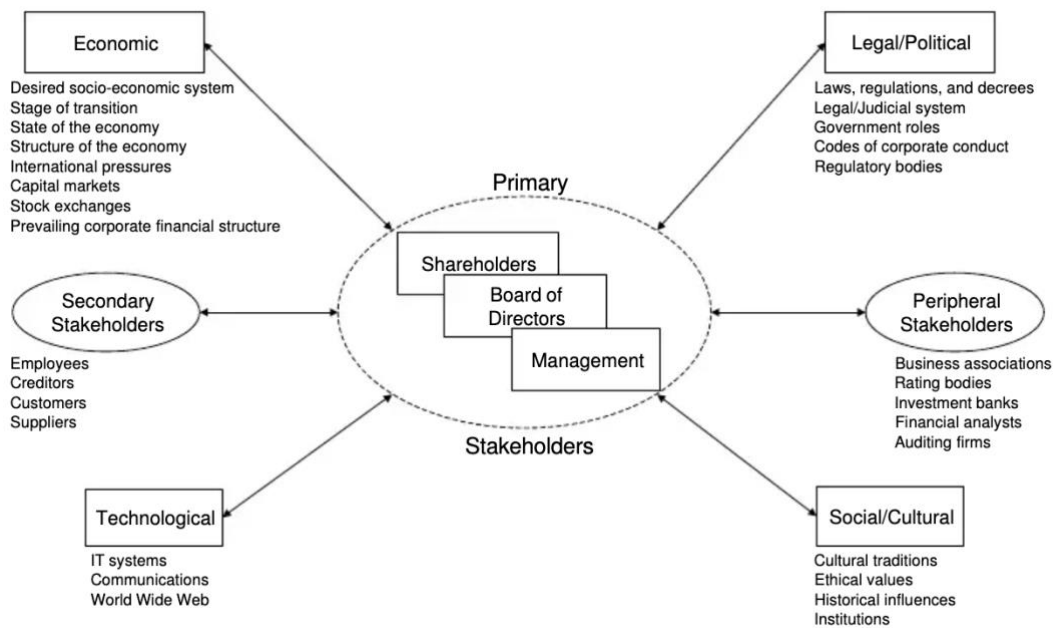 Economic
Desired socio-economic system
Stage of transition
State of the economy
Structure of the economy
International pressures
Capital markets
Stock exchanges
Prevailing corporate financial structure
Legal/Political
Laws, regulations, and decrees
Legal/Judicial system
Government roles
Codes of corporate conduct
Regulatory bodies
Primary
Shareholders
Board of
Directors
Management
Stakeholders
Secondary
Stakeholders
Employees
Creditors
Customers
Suppliers
Peripheral
Stakeholders
Business associations
Rating bodies
Investment banks
Financial analysts
Auditing firms
Technological
IT systems
Communications
World Wide Web
Social/Cultural
Cultural traditions
Ethical values
Historical influences
Institutions